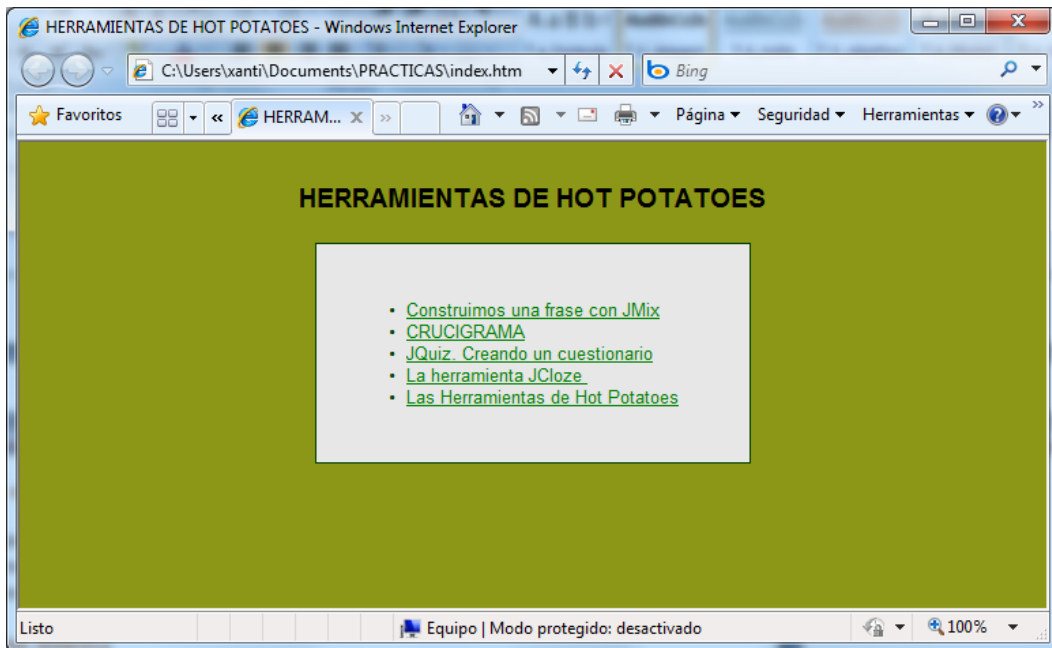 HERRAMIENTAS DE HOT POTATOES - Windows Internet Explorer
C:\Users\xanti\Documents\PRACTICAS\index.htm
Bing
Favoritos
HERRAM...
Página
Seguridad
Herramientas
HERRAMIENTAS DE HOT POTATOES
• Construimos una frase con JMix
• CRUCIGRAMA
• JQuiz. Creando un cuestionario
• La herramienta JCloze
• Las Herramientas de Hot Potatoes
Listo
Equipo | Modo protegido: desactivado
100%